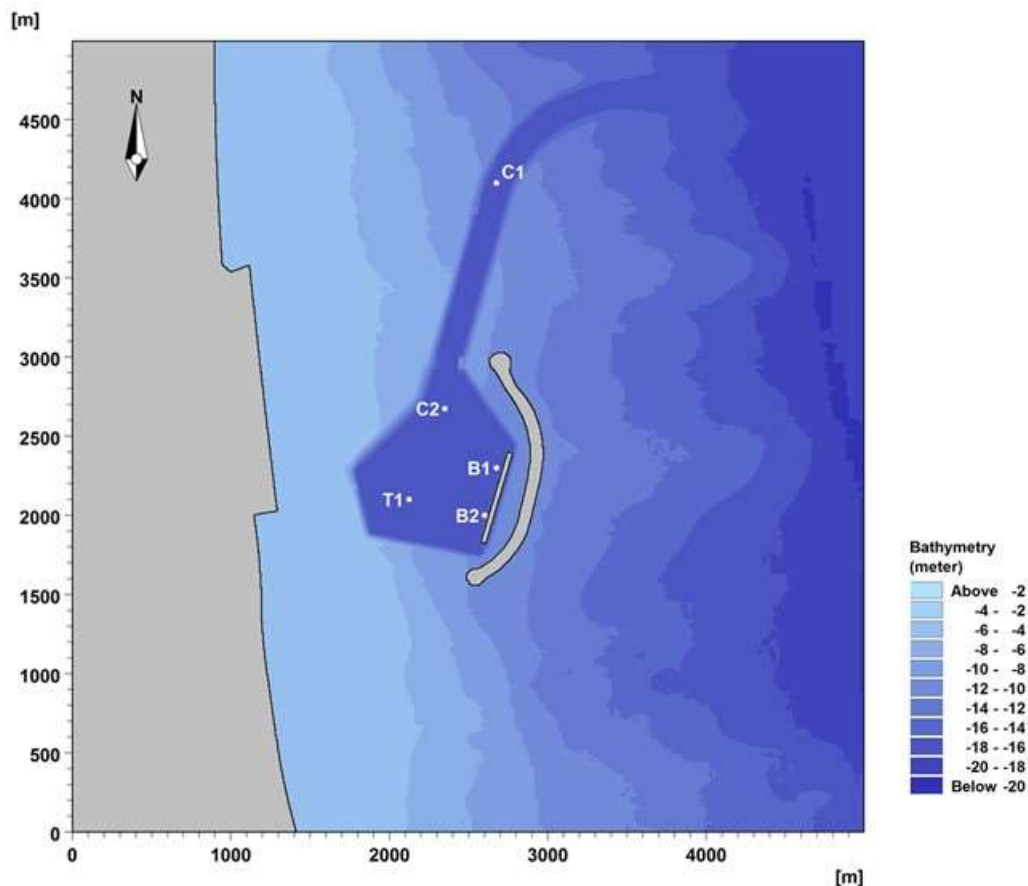 [m]
N
4500
4000
3500
3000
2500
2000
1500
1000
500
0
C1
C2
B1
T1
B2
0
1000
2000
3000
4000
[m]
Bathymetry
(meter)
Above -2
-4 - -2
-6 - -4
-8 - -6
-10 - -8
-12 - -10
-14 - -12
-16 - -14
-18 - -16
-20 - -18
Below -20